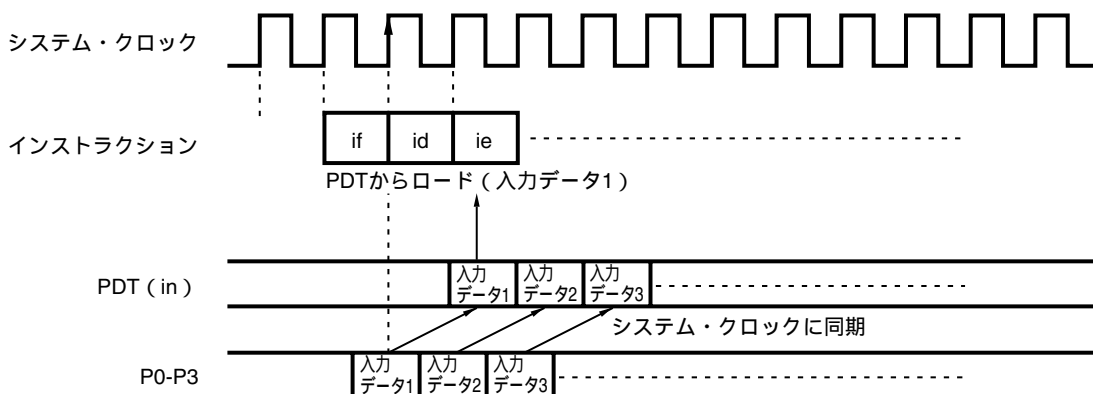 システム・クロック
インストラクション
if id ie
PDTからロード（入力データ1）
PDT（in）
入力 入力 入力
データ1 データ2 データ3
システム・クロックに同期
P0-P3
入力 入力 入力
データ1 データ2 データ3